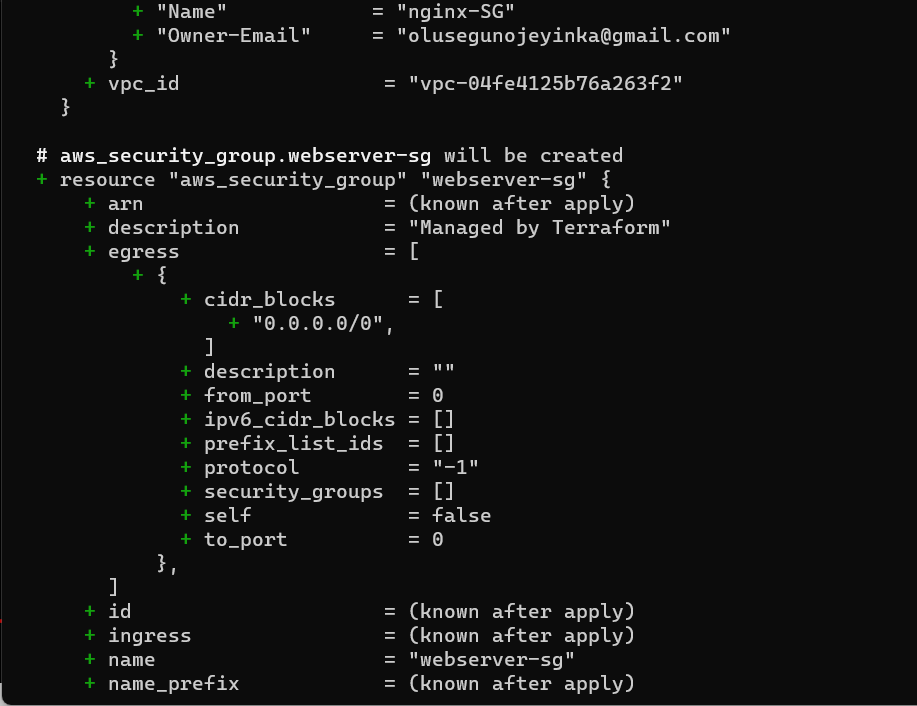 + "Name"            = "nginx-SG"
+ "Owner-Email"     = "olusegunojeyinka@gmail.com"
}
+ vpc_id                 = "vpc-04fe4125b76a263f2"
}
# aws_security_group.webserver-sg will be created
+ resource "aws_security_group" "webserver-sg" {
+ arn                    = (known after apply)
+ description            = "Managed by Terraform"
+ egress                 = [
+ {
+ cidr_blocks      = [
+ "0.0.0.0/0",
]
+ description      = ""
+ from_port        = 0
+ ipv6_cidr_blocks = []
+ prefix_list_ids  = []
+ protocol         = "-1"
+ security_groups  = []
+ self             = false
+ to_port          = 0
},
]
+ id                     = (known after apply)
+ ingress                = (known after apply)
+ name                   = "webserver-sg"
+ name_prefix            = (known after apply)